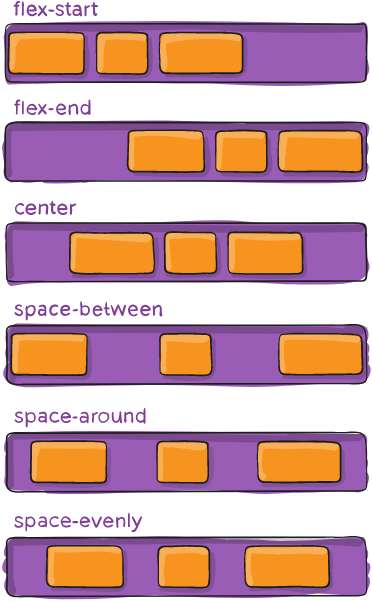 flex-start
flex-end
center
space-between
space-around
space-evenly